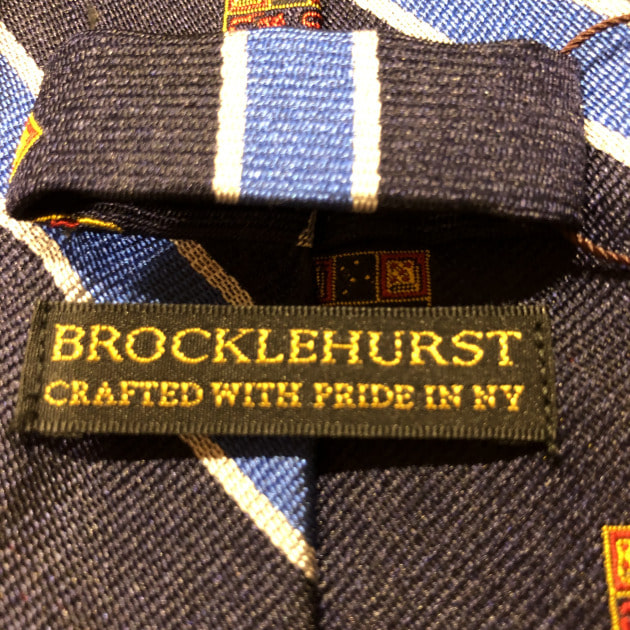 BROCKLEHURST
CRAFTED WITH PRIDE IN NY